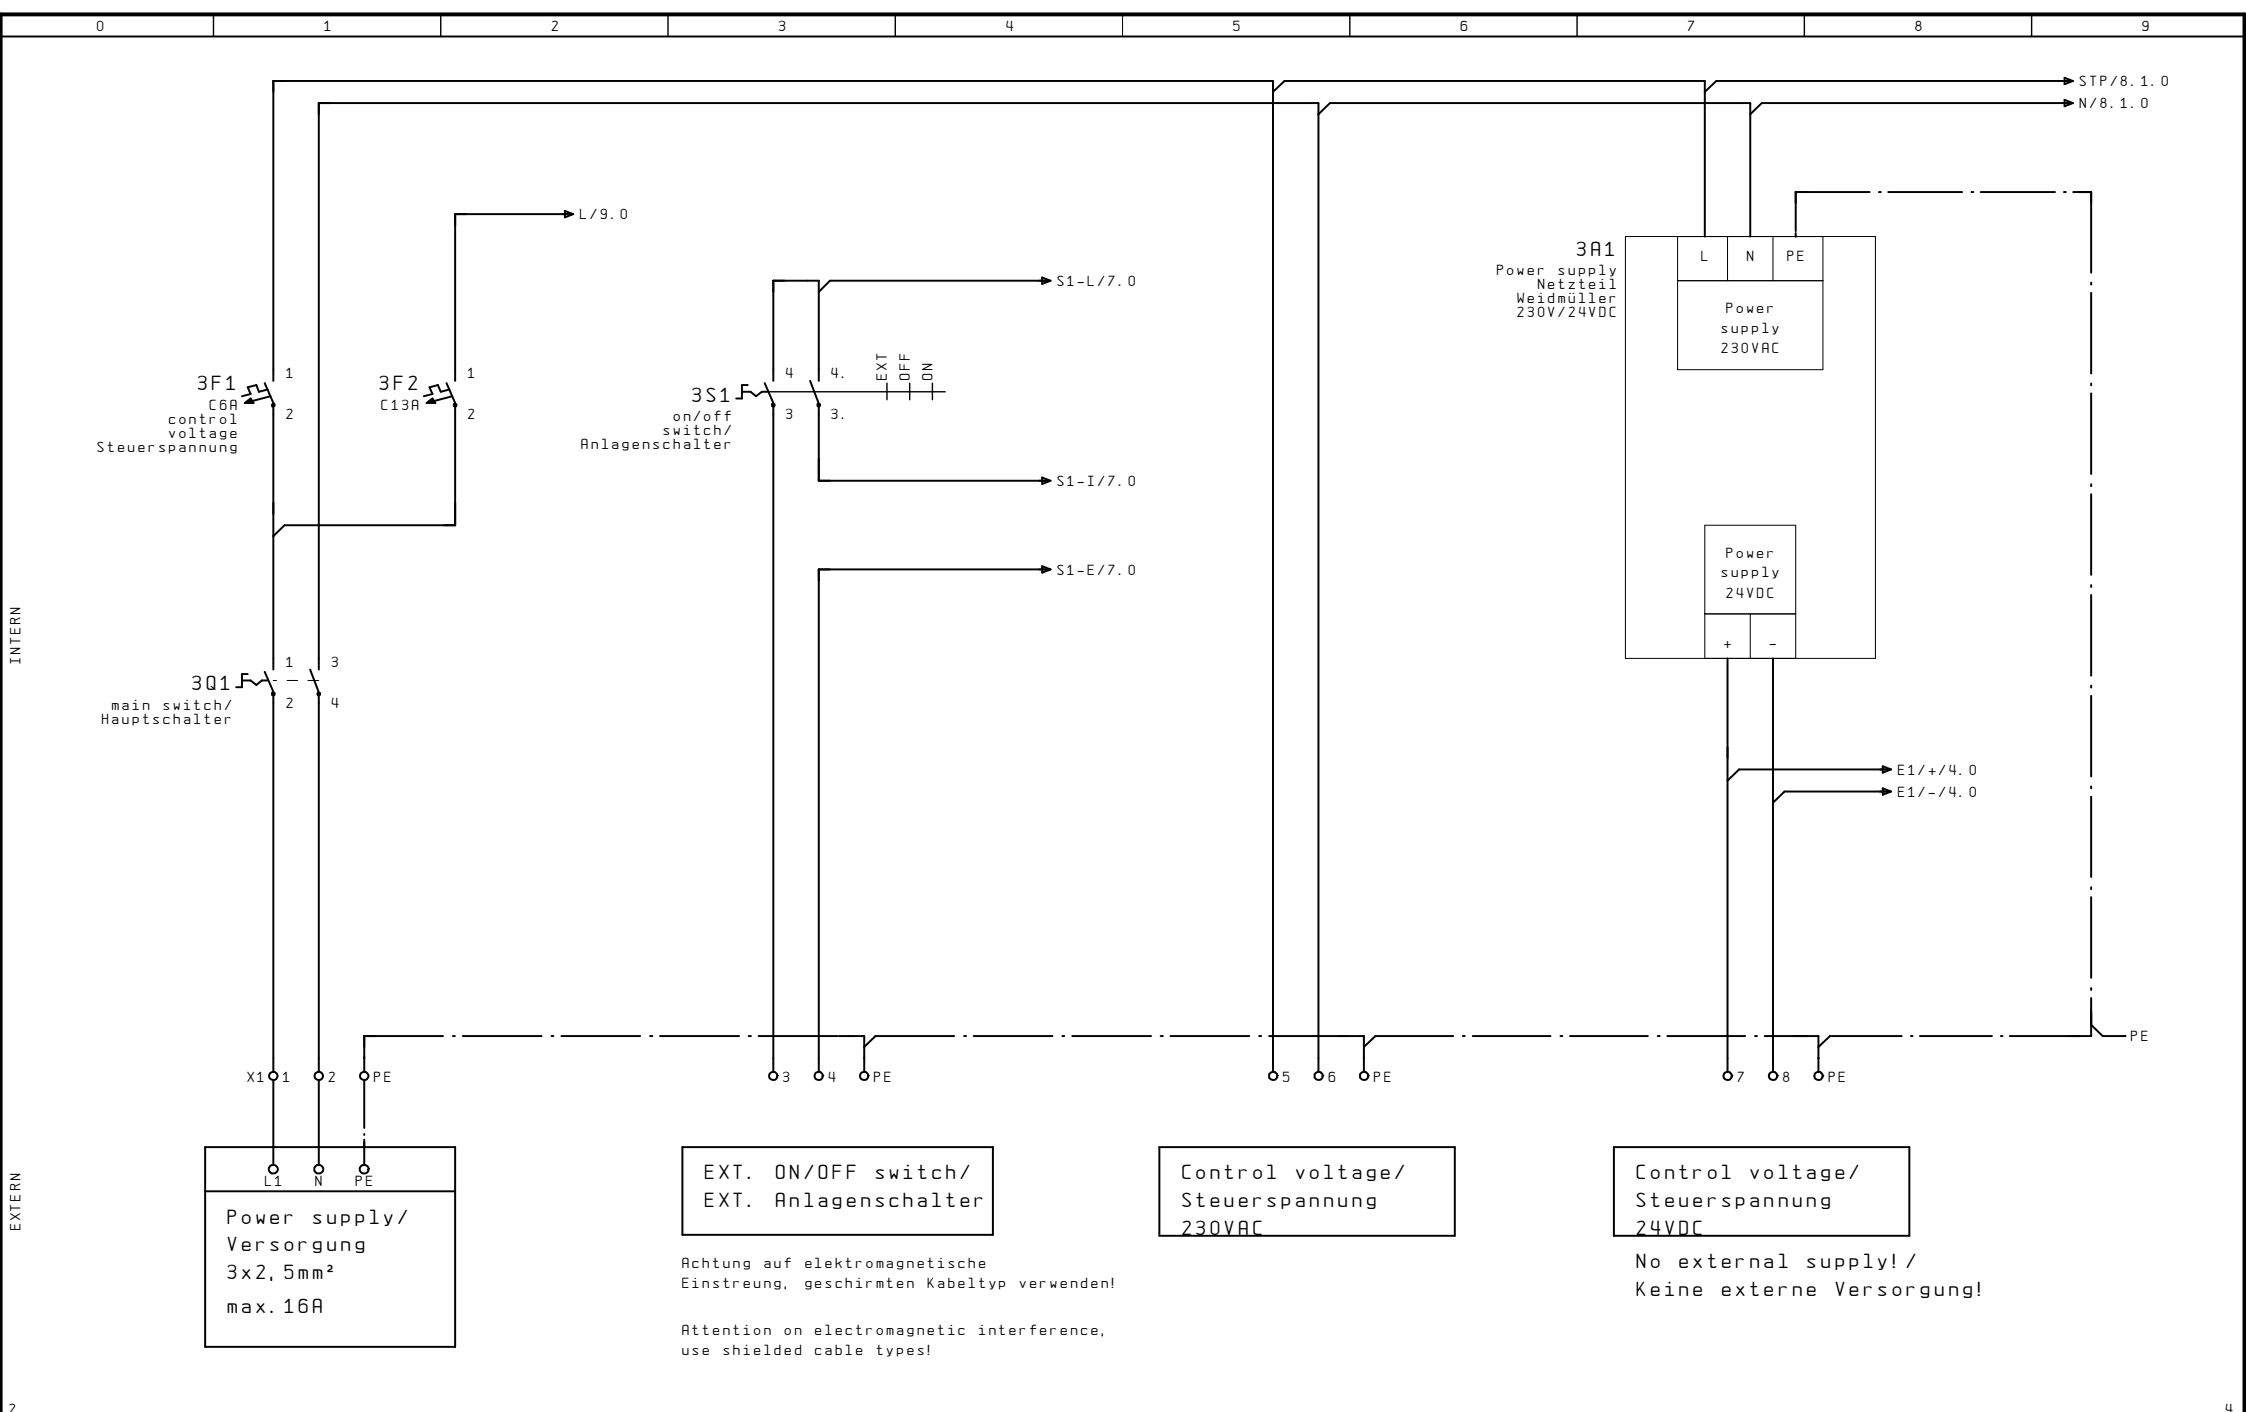 0 1 2 3 4 5 6 7 8 9
STP/8.1.0
N/8.1.0
L/9.0
3A1
Power supply
Netzteil
Weidmüller
230V/24VDC
L N PE
Power
supply
230VAC
S1-L/7.0
3F1
C6A
control
voltage
Steuerspannung
1
2
3F2
C13A
1
2
3S1
on/off
switch/
Anlagenschalter
4 4.
3 3.
EXT
OFF
ON
S1-I/7.0
S1-E/7.0
Power
supply
24VDC
+ -
INTERN
3Q1
main switch/
Hauptschalter
1 3
2 4
E1/+/4.0
E1/-/4.0
PE
X1 1 2 PE
3 4 PE
5 6 PE
7 8 PE
EXTERN
L1 N PE
Power supply/
Versorgung
3x2,5mm²
max.16A
EXT. ON/OFF switch/
EXT. Anlagenschalter
Achtung auf elektromagnetische
Einstreung, geschirmten Kabeltyp verwenden!
Attention on electromagnetic interference,
use shielded cable types!
Control voltage/
Steuerspannung
230VAC
Control voltage/
Steuerspannung
24VDC
No external supply!/
Keine externe Versorgung!
2
4